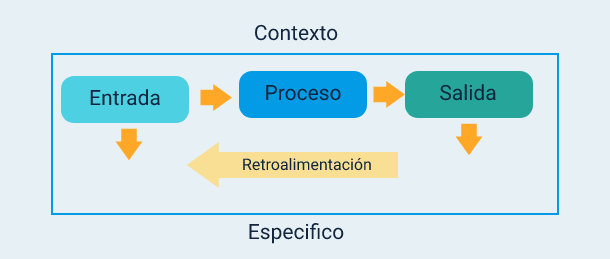 Contexto
Entrada
Proceso
Salida
Retroalimentación
Especifico